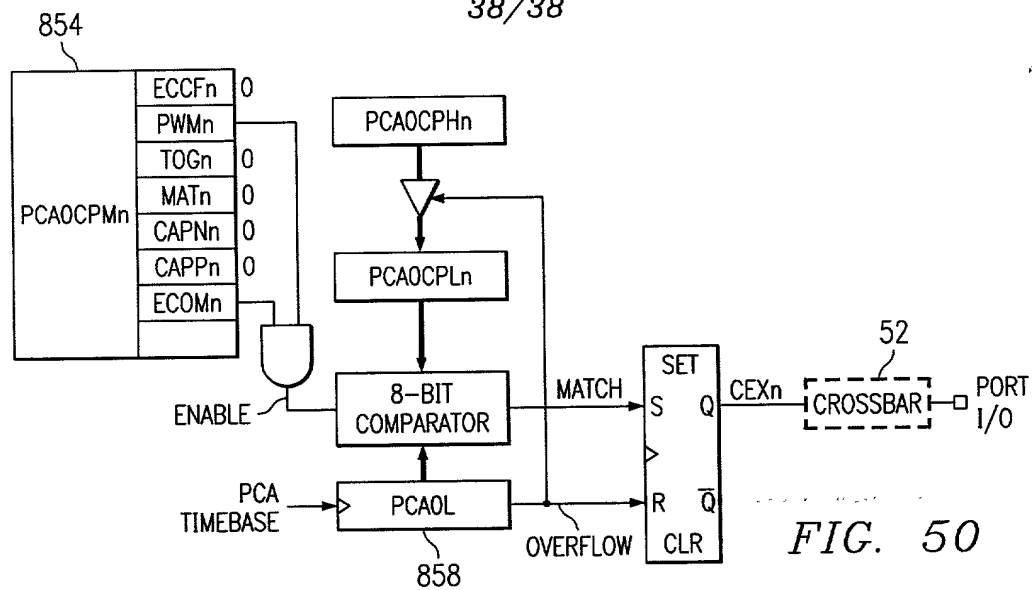 38/38
854
ECCFn 0
PWMn
TOGn 0
MATn 0
CAPNn 0
CAPPn 0
ECOMn
PCA0CPMn
PCA0CPHn
PCA0CPLn
ENABLE
8-BIT
COMPARATOR
MATCH
PCA
TIMEBASE
PCA0L
858
OVERFLOW
SET
S Q
R Q̅
CLR
CEXn
52
CROSSBAR
PORT
I/O
FIG. 50